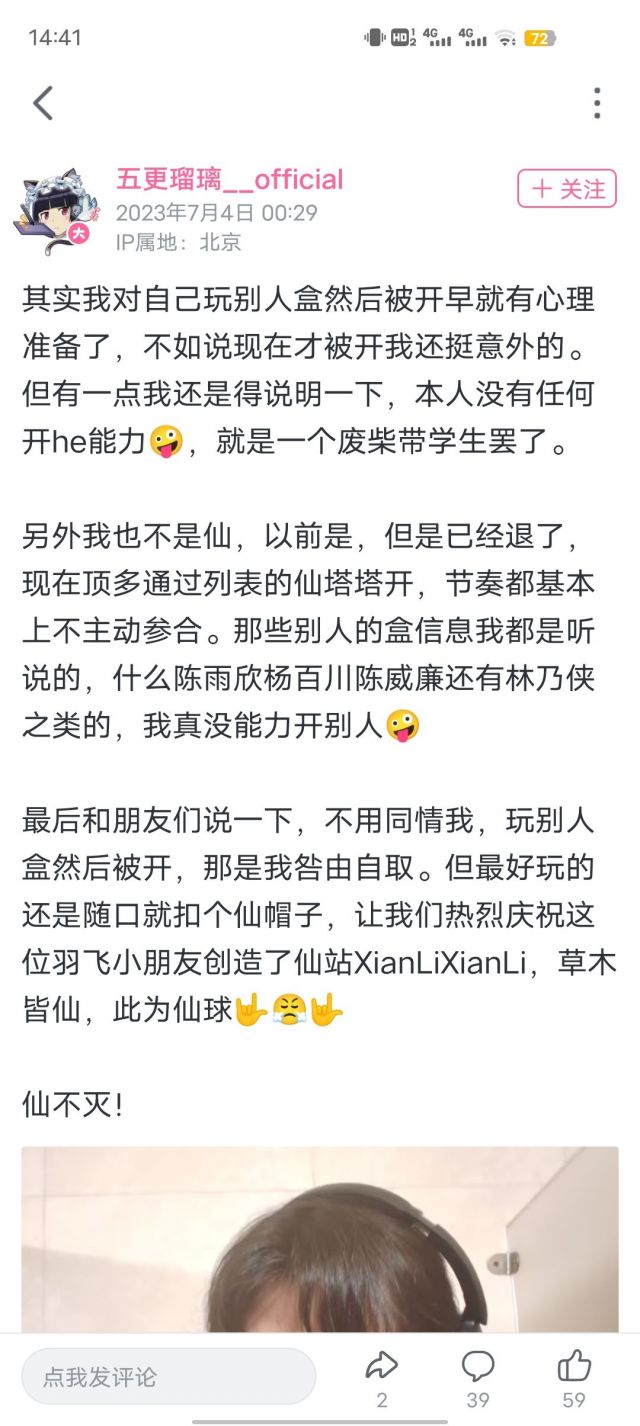 14:41
HD 1 2 4G 4G 72
五更瑠璃__official
2023年7月4日 00:29
IP属地：北京
大
+ 关注
其实我对自己玩别人盒然后被开早就有心理
准备了，不如说现在才被开我还挺意外的。
但有一点我还是得说明一下，本人没有任何
开he能力🤪，就是一个废柴带学生罢了。
另外我也不是仙，以前是，但是已经退了，
现在顶多通过列表的仙塔塔开，节奏都基本
上不主动参合。那些别人的盒信息我都是听
说的，什么陈雨欣杨百川陈威廉还有林乃侠
之类的，我真没能力开别人🤪
最后和朋友们说一下，不用同情我，玩别人
盒然后被开，那是我咎由自取。但最好玩的
还是随口就扣个仙帽子，让我们热烈庆祝这
位羽飞小朋友创造了仙站XianLiXianLi，草木
皆仙，此为仙球🤟😤🤟
仙不灭！
点我发评论
2
39
59